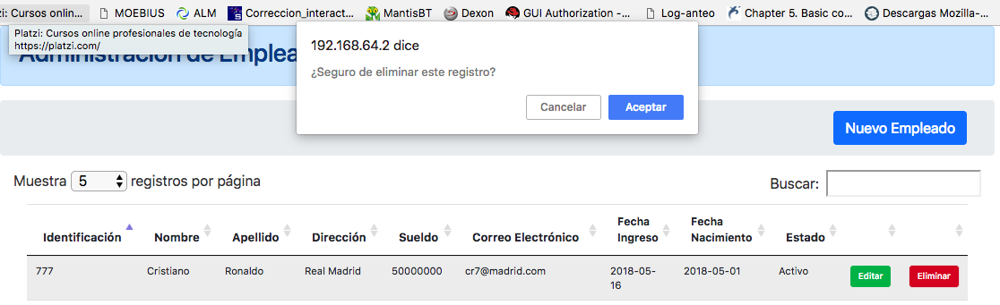 zi: Cursos onlin... MOEBIUS ALM Correccion_interact... MantisBT Dexon GUI Authorization -... Log-anteo Chapter 5. Basic co... Descargas Mozilla-...
Platzi: Cursos online profesionales de tecnología
https://platzi.com/
Administración de Emplea
192.168.64.2 dice
¿Seguro de eliminar este registro?
Cancelar Aceptar
Nuevo Empleado
Muestra 5 registros por página
Buscar:
Identificación Nombre Apellido Dirección Sueldo Correo Electrónico Fecha Ingreso Fecha Nacimiento Estado
777 Cristiano Ronaldo Real Madrid 50000000 cr7@madrid.com 2018-05-16 2018-05-01 Activo Editar Eliminar